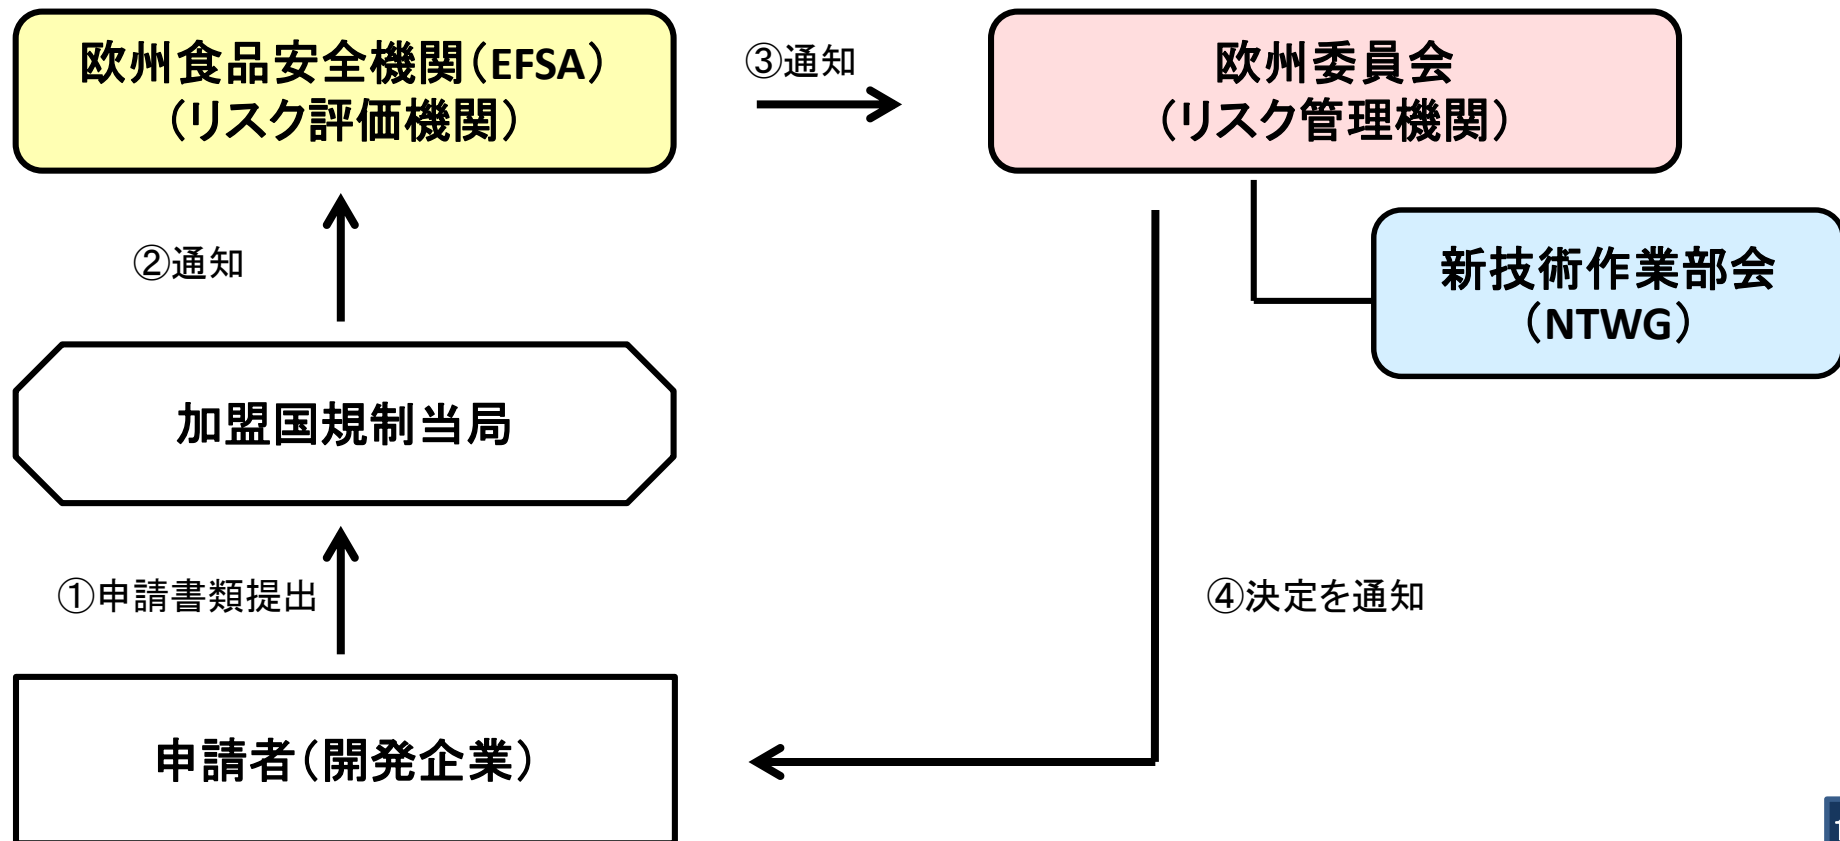 欧州食品安全機関（EFSA）
（リスク評価機関）
③通知
欧州委員会
（リスク管理機関）
②通知
新技術作業部会
（NTWG）
加盟国規制当局
①申請書類提出
④決定を通知
申請者（開発企業）